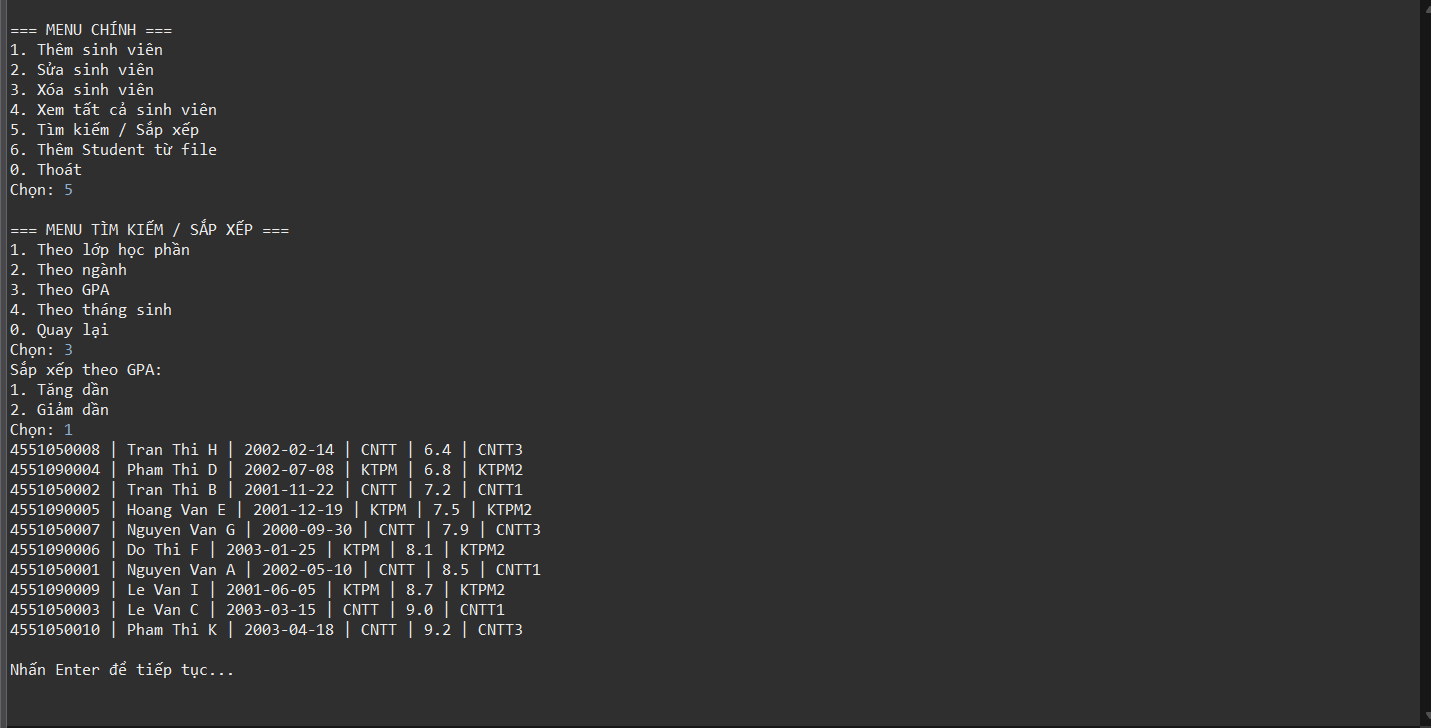 === MENU CHÍNH ===
1. Thêm sinh viên
2. Sửa sinh viên
3. Xóa sinh viên
4. Xem tất cả sinh viên
5. Tìm kiếm / Sắp xếp
6. Thêm Student từ file
0. Thoát
Chọn: 5
=== MENU TÌM KIẾM / SẮP XẾP ===
1. Theo lớp học phần
2. Theo ngành
3. Theo GPA
4. Theo tháng sinh
0. Quay lại
Chọn: 3
Sắp xếp theo GPA:
1. Tăng dần
2. Giảm dần
Chọn: 1
4551050008 | Tran Thi H | 2002-02-14 | CNTT | 6.4 | CNTT3
4551090004 | Pham Thi D | 2002-07-08 | KTPM | 6.8 | KTPM2
4551050002 | Tran Thi B | 2001-11-22 | CNTT | 7.2 | CNTT1
4551090005 | Hoang Van E | 2001-12-19 | KTPM | 7.5 | KTPM2
4551050007 | Nguyen Van G | 2000-09-30 | CNTT | 7.9 | CNTT3
4551090006 | Do Thi F | 2003-01-25 | KTPM | 8.1 | KTPM2
4551050001 | Nguyen Van A | 2002-05-10 | CNTT | 8.5 | CNTT1
4551090009 | Le Van I | 2001-06-05 | KTPM | 8.7 | KTPM2
4551050003 | Le Van C | 2003-03-15 | CNTT | 9.0 | CNTT1
4551050010 | Pham Thi K | 2003-04-18 | CNTT | 9.2 | CNTT3
Nhấn Enter để tiếp tục...